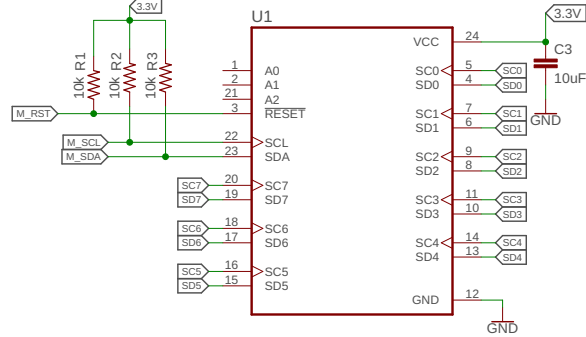 3.3V
U1
3.3V
10k R1
10k R2
10k R3
1 A0
2 A1
21 A2
3 RESET
M_RST
M_SCL
22 SCL
M_SDA
23 SDA
SC7 20 SC7
SD7 19 SD7
SC6 18 SC6
SD6 17 SD6
SC5 16 SC5
SD5 15 SD5
VCC 24
C3
10uF
GND
SC0 5 SC0
SD0 4 SD0
SC1 7 SC1
SD1 6 SD1
SC2 9 SC2
SD2 8 SD2
SC3 11 SC3
SD3 10 SD3
SC4 14 SC4
SD4 13 SD4
GND 12
GND